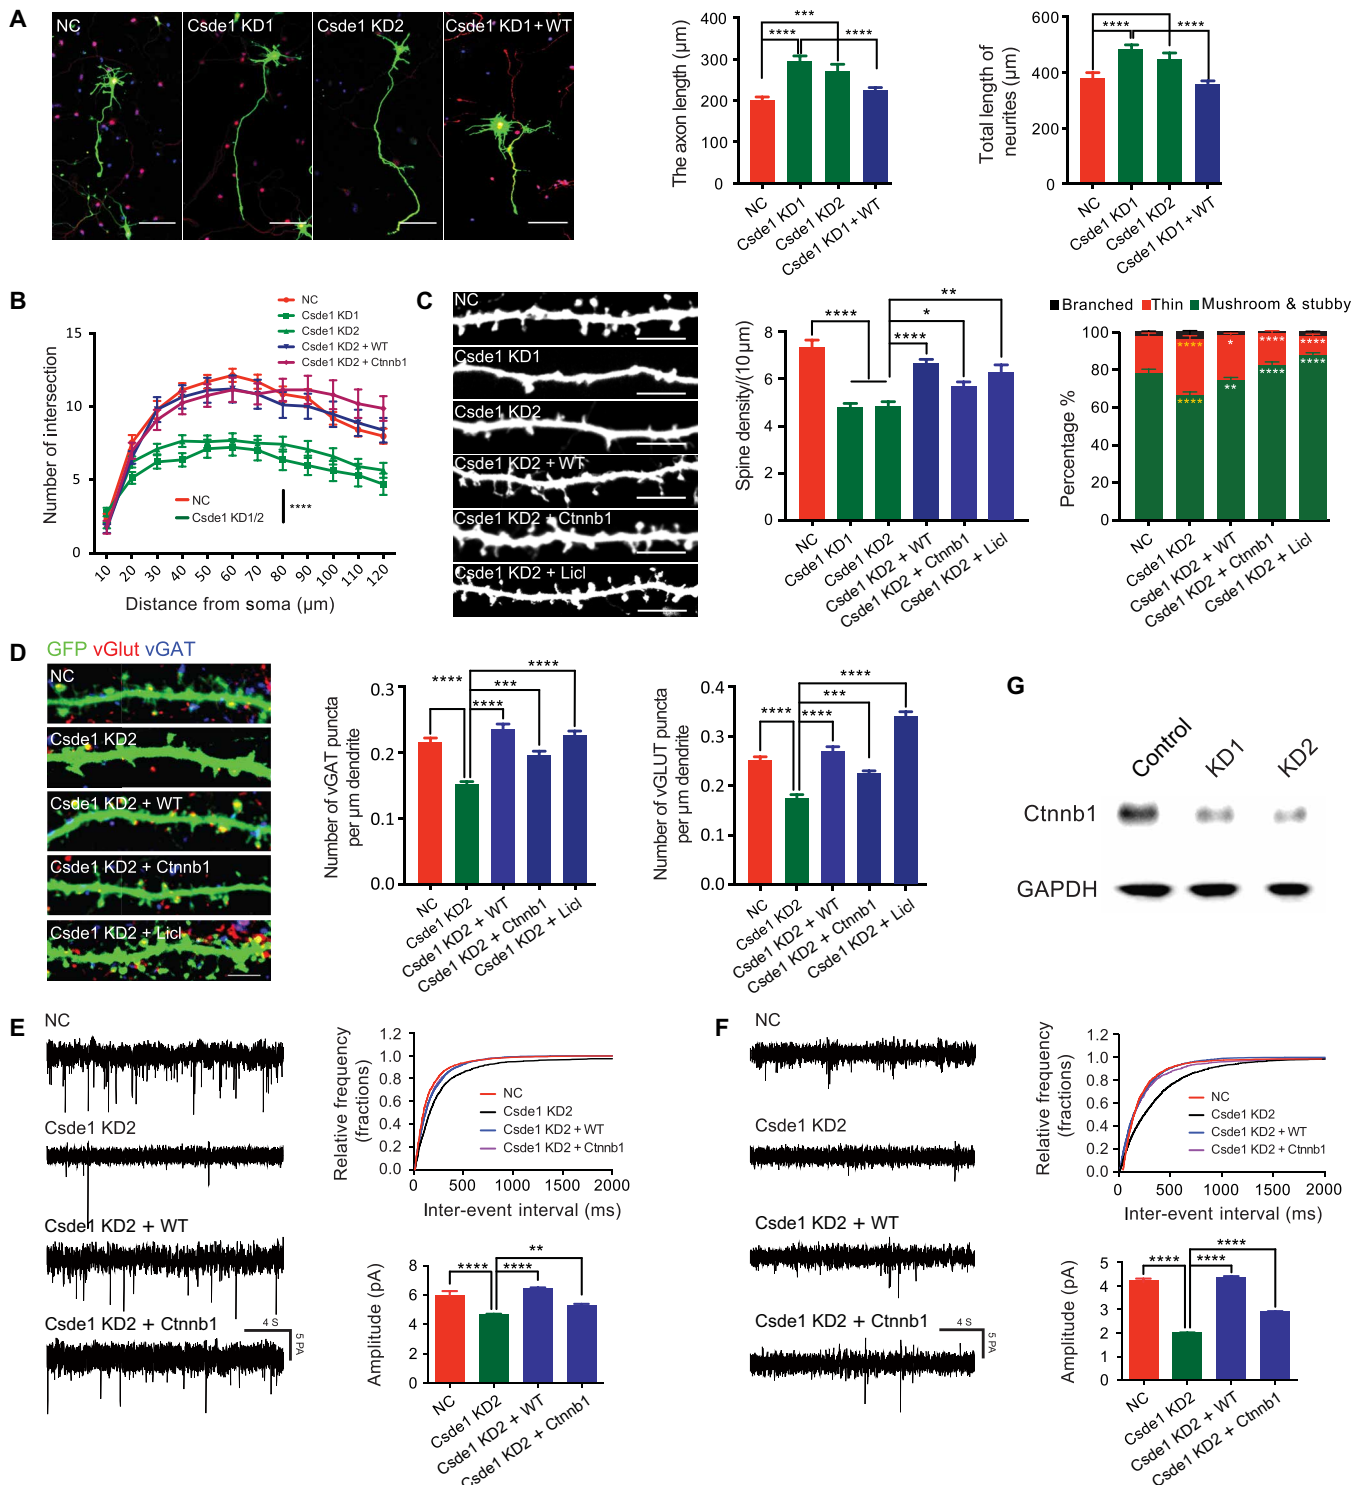 A
NC
Csde1 KD1
Csde1 KD2
Csde1 KD1 + WT
The axon length (μm)
400
300
200
100
0
***
****
****
NC
Csde1 KD1
Csde1 KD2
Csde1 KD1 + WT
Total length of
neurites (μm)
600
400
200
0
****
****
****
NC
Csde1 KD1
Csde1 KD2
Csde1 KD1 + WT
B
Number of intersection
15
10
5
0
NC
Csde1 KD1
Csde1 KD2
Csde1 KD2 + WT
Csde1 KD2 + Ctnnb1
NC
Csde1 KD1/2
****
10 20 30 40 50 60 70 80 90 100 110 120
Distance from soma (μm)
C
NC
Csde1 KD1
Csde1 KD2
Csde1 KD2 + WT
Csde1 KD2 + Ctnnb1
Csde1 KD2 + Licl
Spine density/(10 μm)
8
6
4
2
0
****
**
*
****
NC
Csde1 KD1
Csde1 KD2
Csde1 KD2 + WT
Csde1 KD2 + Ctnnb1
Csde1 KD2 + Licl
Branched Thin Mushroom & stubby
Percentage %
100
80
60
40
20
0
**** * **** ****
**** ** **** ****
NC
Csde1 KD2
Csde1 KD2 + WT
Csde1 KD2 + Ctnnb1
Csde1 KD2 + Licl
D
GFP vGlut vGAT
NC
Csde1 KD2
Csde1 KD2 + WT
Csde1 KD2 + Ctnnb1
Csde1 KD2 + Licl
Number of vGAT puncta
per μm dendrite
0.3
0.2
0.1
0.0
****
****
***
****
NC
Csde1 KD2
Csde1 KD2 + WT
Csde1 KD2 + Ctnnb1
Csde1 KD2 + Licl
Number of vGLUT puncta
per μm dendrite
0.4
0.3
0.2
0.1
0.0
****
***
****
****
NC
Csde1 KD2
Csde1 KD2 + WT
Csde1 KD2 + Ctnnb1
Csde1 KD2 + Licl
G
Control
KD1
KD2
Ctnnb1
GAPDH
E
NC
Csde1 KD2
Csde1 KD2 + WT
Csde1 KD2 + Ctnnb1
4 S
5 PA
Relative frequency
(fractions)
1.2
1.0
0.8
0.6
0.4
0.2
0.0
NC
Csde1 KD2
Csde1 KD2 + WT
Csde1 KD2 + Ctnnb1
0 500 1000 1500 2000
Inter-event interval (ms)
Amplitude (pA)
8
6
4
2
0
**
**** ****
NC
Csde1 KD2
Csde1 KD2 + WT
Csde1 KD2 + Ctnnb1
F
NC
Csde1 KD2
Csde1 KD2 + WT
Csde1 KD2 + Ctnnb1
4 S
5 PA
Relative frequency
(fractions)
1.2
1.0
0.8
0.6
0.4
0.2
0.0
NC
Csde1 KD2
Csde1 KD2 + WT
Csde1 KD2 + Ctnnb1
0 500 1000 1500 2000
Inter-event interval (ms)
Amplitude (pA)
5
4
3
2
1
0
****
**** ****
NC
Csde1 KD2
Csde1 KD2 + WT
Csde1 KD2 + Ctnnb1